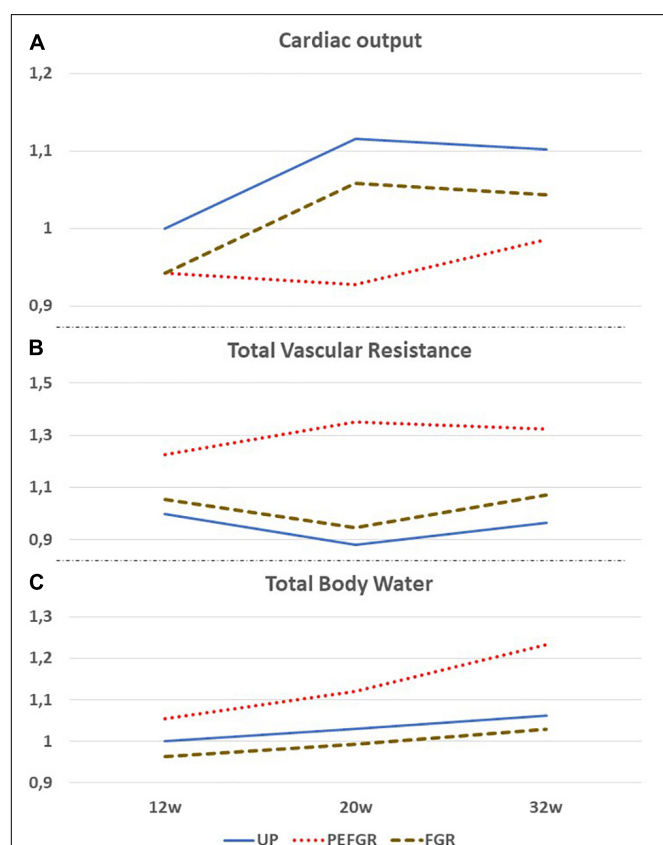 A
Cardiac output
1,2
1,1
1
0,9
B
Total Vascular Resistance
1,5
1,3
1,1
0,9
C
Total Body Water
1,3
1,2
1,1
1
0,9
12w 20w 32w
UP PEFGR FGR